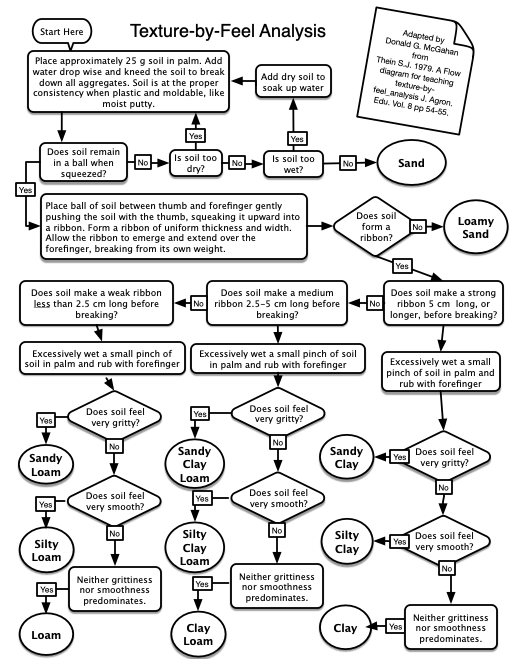 Start Here
Texture-by-Feel Analysis
Adapted by
Donald G. McGahan
from
Thein S.J. 1979. A Flow
diagram for teaching
texture-by-
feel_analysis J. Agron.
Edu. Vol. 8 pp 54-55.
Place approximately 25 g soil in palm. Add
water drop wise and kneed the soil to break
down all aggregates. Soil is at the proper
consistency when plastic and moldable, like
moist putty.
Add dry soil to
soak up water
Yes
Yes
Does soil remain
in a ball when
squeezed?
No
Is soil too
dry?
No
Is soil too
wet?
No
Sand
Yes
Place ball of soil between thumb and forefinger gently
pushing the soil with the thumb, squeaking it upward into
a ribbon. Form a ribbon of uniform thickness and width.
Allow the ribbon to emerge and extend over the
forefinger, breaking from its own weight.
Does soil
form a
ribbon?
No
Loamy
Sand
Yes
Does soil make a weak ribbon
less than 2.5 cm long before
breaking?
No
Does soil make a medium
ribbon 2.5-5 cm long before
breaking?
No
Does soil make a strong
ribbon 5 cm long, or
longer, before breaking?
Excessively wet a small pinch of
soil in palm and rub with forefinger
Excessively wet a small pinch of soil
in palm and rub with forefinger
Excessively wet a small
pinch of soil in palm and
rub with forefinger
Does soil feel
very gritty?
Yes
No
Sandy
Loam
Does soil feel
very smooth?
Yes
No
Silty
Loam
Neither grittiness
nor smoothness
predominates.
Yes
Loam
Does soil feel
very gritty?
Yes
No
Sandy
Clay
Loam
Does soil feel
very smooth?
Yes
No
Silty
Clay
Loam
Neither grittiness
nor smoothness
predominates.
Yes
Clay
Loam
Does soil feel
very gritty?
Yes
No
Sandy
Clay
Does soil feel
very smooth?
Yes
No
Silty
Clay
Neither grittiness
nor smoothness
predominates.
Yes
Clay